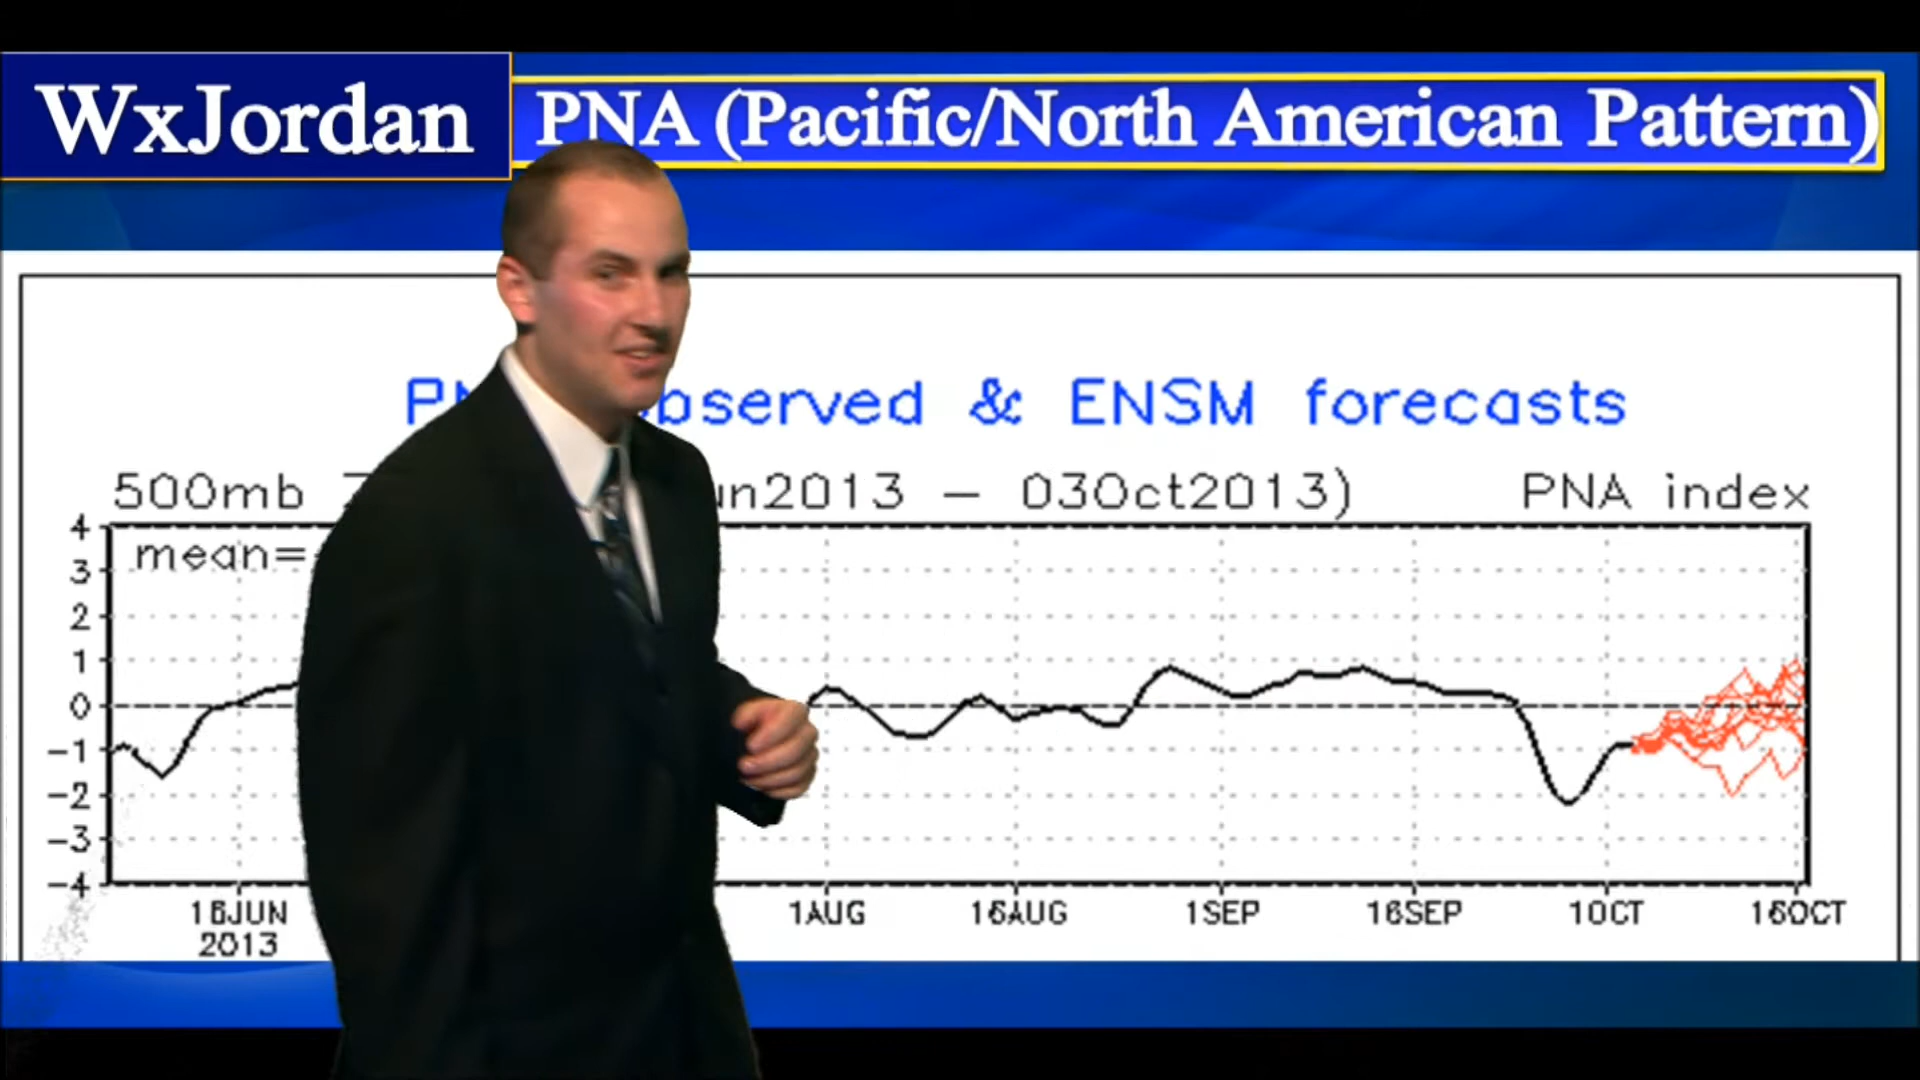 WxJordan
PNA (Pacific/North American Pattern)
observed & ENSM forecasts
500mb un2013 – 03Oct2013) PNA index
mean=
4
3
2
1
0
-1
-2
-3
-4
16JUN 1AUG 16AUG 1SEP 16SEP 1OCT 16OCT
2013